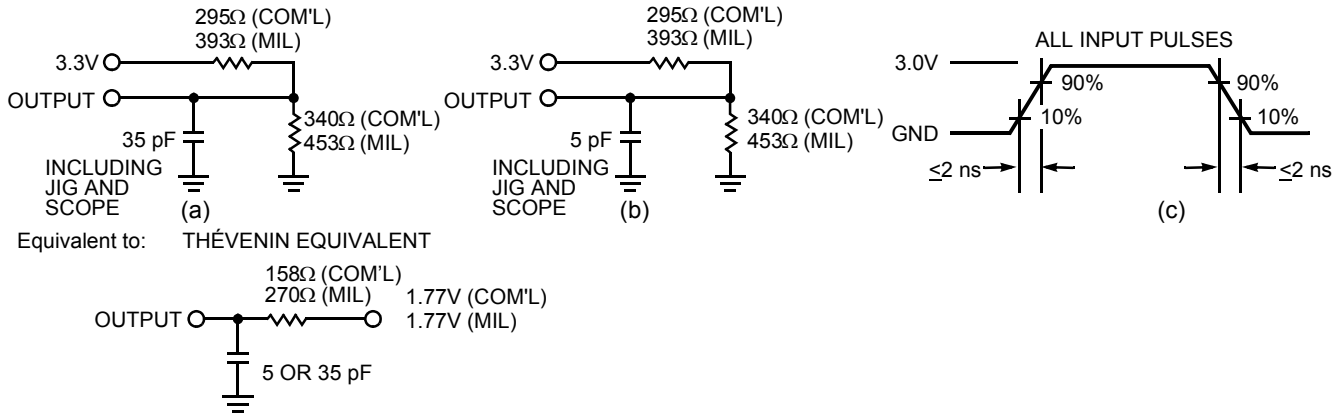 295Ω (COM'L)
393Ω (MIL)
3.3V
OUTPUT
35 pF
340Ω (COM'L)
453Ω (MIL)
INCLUDING
JIG AND
SCOPE
(a)
295Ω (COM'L)
393Ω (MIL)
3.3V
OUTPUT
5 pF
340Ω (COM'L)
453Ω (MIL)
INCLUDING
JIG AND
SCOPE
(b)
ALL INPUT PULSES
3.0V
90%
90%
10%
10%
GND
≤2 ns
≤2 ns
(c)
Equivalent to: THÉVENIN EQUIVALENT
158Ω (COM’L)
270Ω (MIL)
1.77V (COM'L)
1.77V (MIL)
OUTPUT
5 OR 35 pF